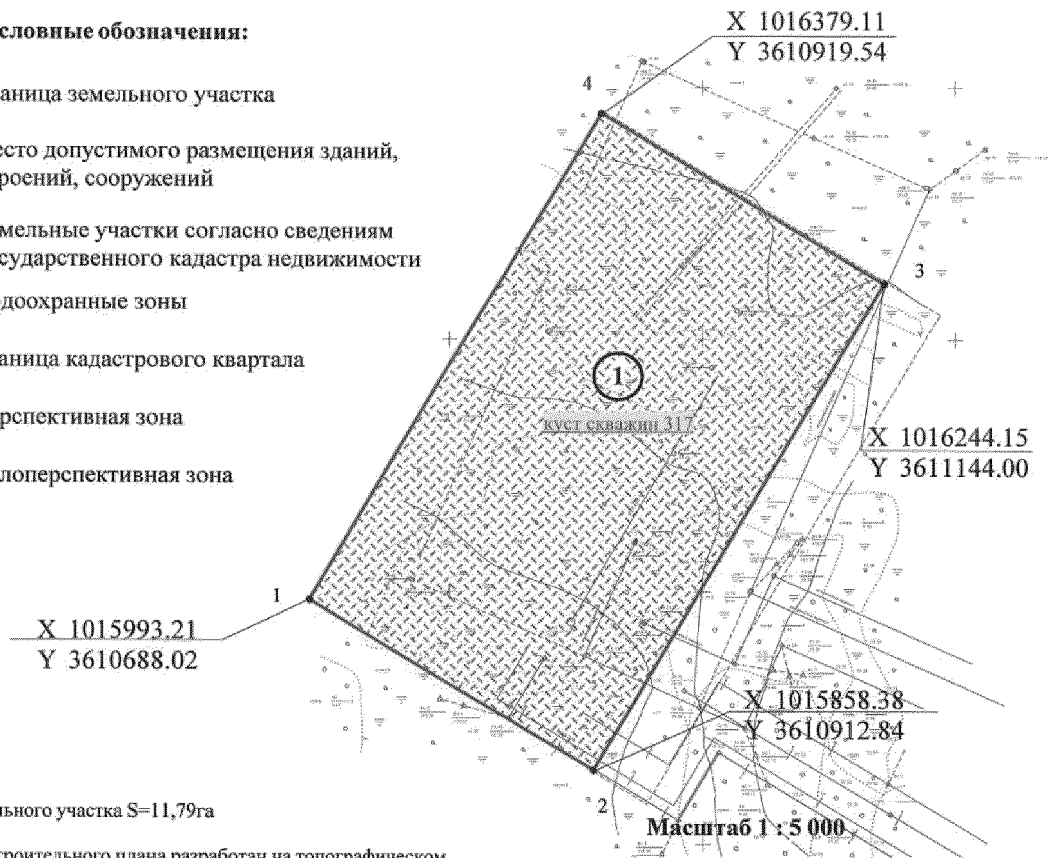 словные обозначения:
аница земельного участка
есто допустимого размещения зданий,
роений, сооружений
мельные участки согласно сведениям
сударственного кадастра недвижимости
доохранные зоны
аница кадастрового квартала
рспективная зона
лоперспективная зона
X 1016379.11
Y 3610919.54
4
3
1
куст скважин 317
X 1016244.15
Y 3611144.00
1
X 1015993.21
Y 3610688.02
X 1015858.38
Y 3610912.84
2
льного участка S=11,79га
Масштаб 1 : 5 000
строительного плана разработан на топографическом